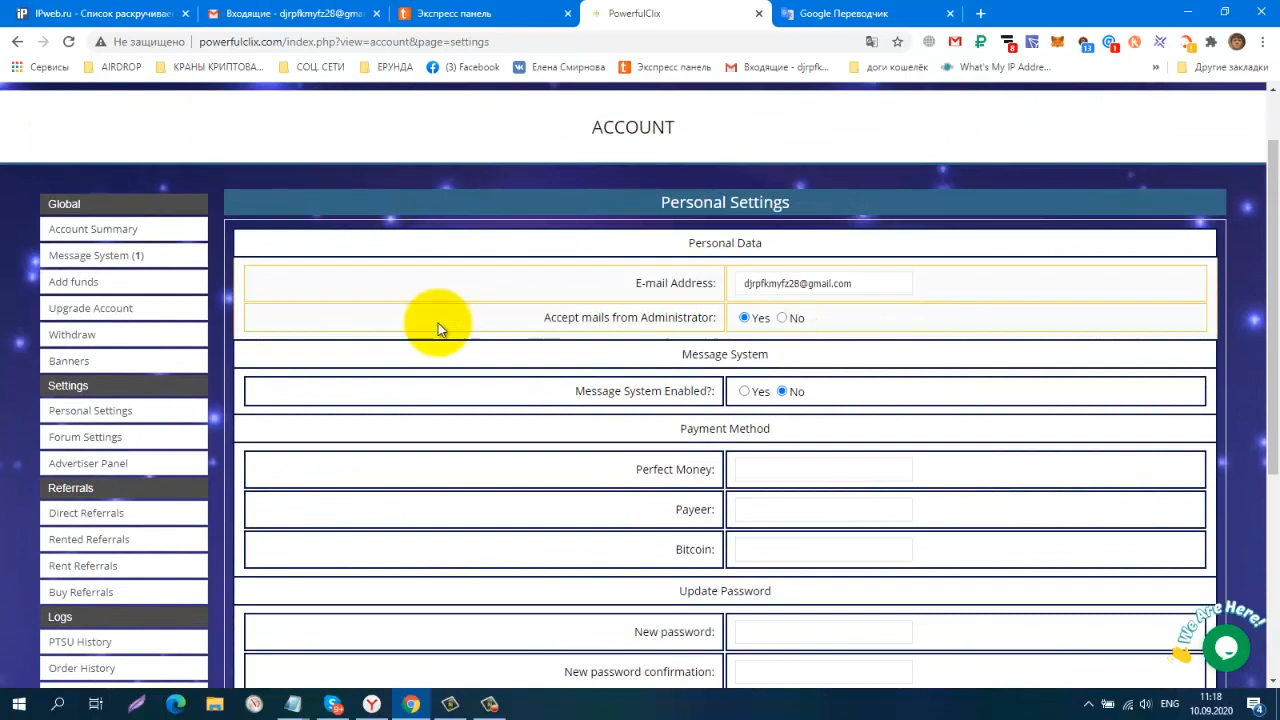 IPweb.ru - Список раскручивае
Входящие - djrpfkmyfz28@gma
Экспресс панель
PowerfulClix
Google Переводчик
Не защищено
powerfulclix.com/index.php?view=account&page=settings
8
13
1
Сервисы
AIRDROP
КРАНЫ КРИПТОВА...
СОЦ. СЕТИ
ЕРУНДА
(3) Facebook
Елена Смирнова
Экспресс панель
Входящие - djrpfk...
доги кошелёк
What's My IP Addre...
»
Другие закладки
ACCOUNT
Global
Account Summary
Message System (1)
Add funds
Upgrade Account
Withdraw
Banners
Settings
Personal Settings
Forum Settings
Advertiser Panel
Referrals
Direct Referrals
Rented Referrals
Rent Referrals
Buy Referrals
Logs
PTSU History
Order History
Personal Settings
Personal Data
E-mail Address: djrpfkmyfz28@gmail.com
Accept mails from Administrator: Yes No
Message System
Message System Enabled?: Yes No
Payment Method
Perfect Money:
Payeer:
Bitcoin:
Update Password
New password:
New password confirmation:
We Are Here!
ENG
11:18
10.09.2020
4